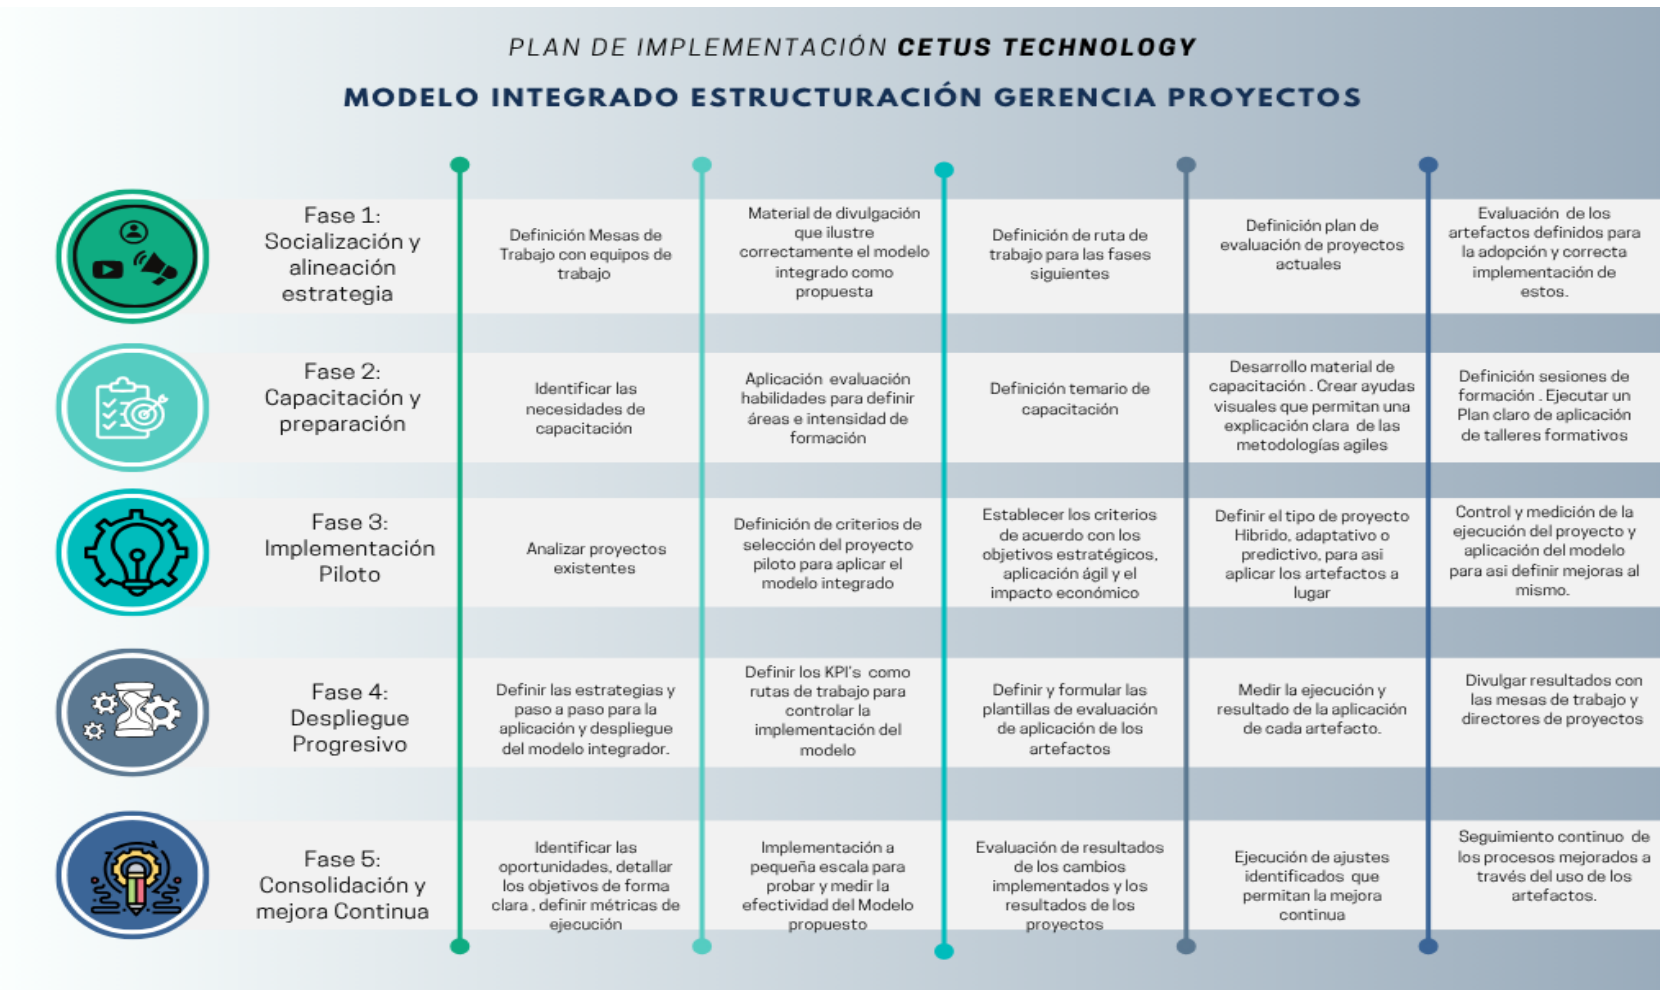 PLAN DE IMPLEMENTACIÓN CETUS TECHNOLOGY
MODELO INTEGRADO ESTRUCTURACIÓN GERENCIA PROYECTOS
Fase 1:
Socialización y
alineación
estrategia
Definición Mesas de
Trabajo con equipos de
trabajo
Material de divulgación
que ilustre
correctamente el modelo
integrado como
propuesta
Definición de ruta de
trabajo para las fases
siguientes
Definición plan de
evaluación de proyectos
actuales
Evaluación de los
artefactos definidos para
la adopción y correcta
implementación de
estos.
Fase 2:
Capacitación y
preparación
Identificar las
necesidades de
capacitación
Aplicación evaluación
habilidades para definir
áreas e intensidad de
formación
Definición temario de
capacitación
Desarrollo material de
capacitación . Crear ayudas
visuales que permitan una
explicación clara de las
metodologías agiles
Definición sesiones de
formación . Ejecutar un
Plan claro de aplicación
de talleres formativos
Fase 3:
Implementación
Piloto
Analizar proyectos
existentes
Definición de criterios de
selección del proyecto
piloto para aplicar el
modelo integrado
Establecer los criterios
de acuerdo con los
objetivos estratégicos,
aplicación ágil y el
impacto económico
Definir el tipo de proyecto
Hibrido, adaptativo o
predictivo, para asi
aplicar los artefactos a
lugar
Control y medición de la
ejecución del proyecto y
aplicación del modelo
para asi definir mejoras al
mismo.
Fase 4:
Despliegue
Progresivo
Definir las estrategias y
paso a paso para la
aplicación y despliegue
del modelo integrador.
Definir los KPI's como
rutas de trabajo para
controlar la
implementación del
modelo
Definir y formular las
plantillas de evaluación
de aplicación de los
artefactos
Medir la ejecución y
resultado de la aplicación
de cada artefacto.
Divulgar resultados con
las mesas de trabajo y
directores de proyectos
Fase 5:
Consolidación y
mejora Continua
Identificar las
oportunidades, detallar
los objetivos de forma
clara , definir métricas de
ejecución
Implementación a
pequeña escala para
probar y medir la
efectividad del Modelo
propuesto
Evaluación de resultados
de los cambios
implementados y los
resultados de los
proyectos
Ejecución de ajustes
identificados que
permitan la mejora
continua
Seguimiento continuo de
los procesos mejorados a
través del uso de los
artefactos.